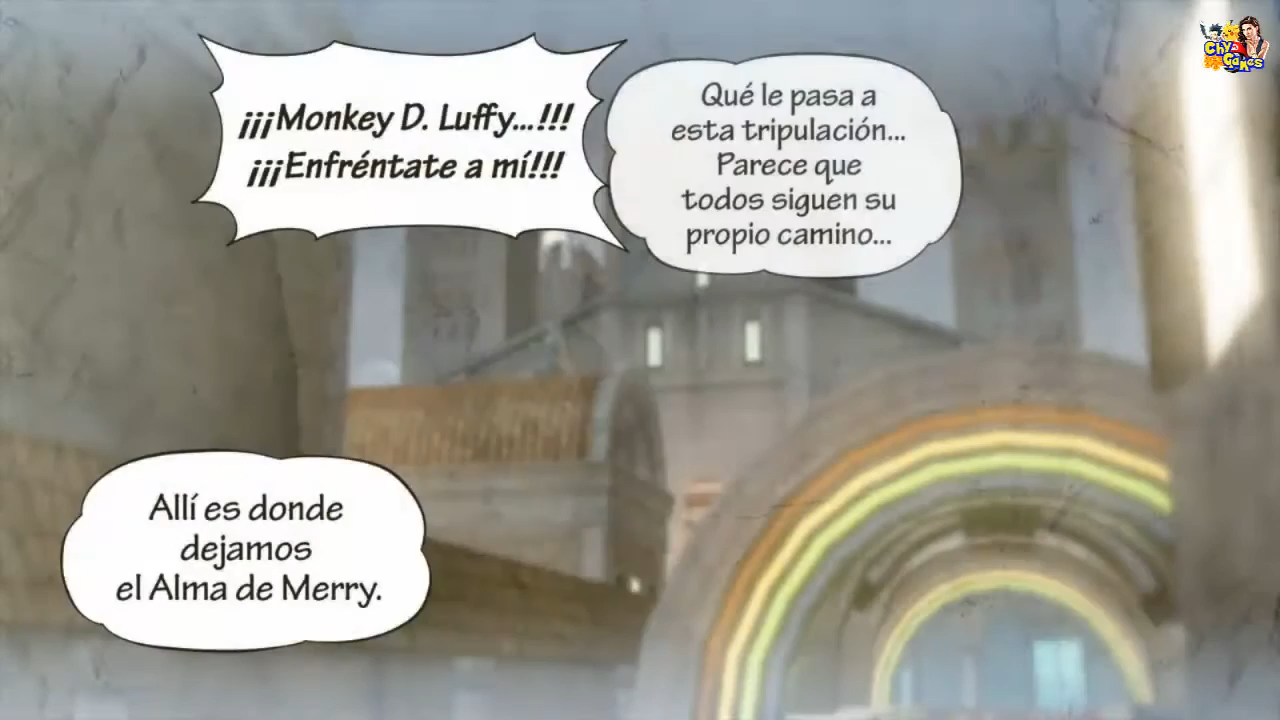 ¡¡¡Monkey D. Luffy...!!!
¡¡¡Enfréntate a mí!!!
Qué le pasa a
esta tripulación...
Parece que
todos siguen su
propio camino...
Allí es donde
dejamos
el Alma de Merry.